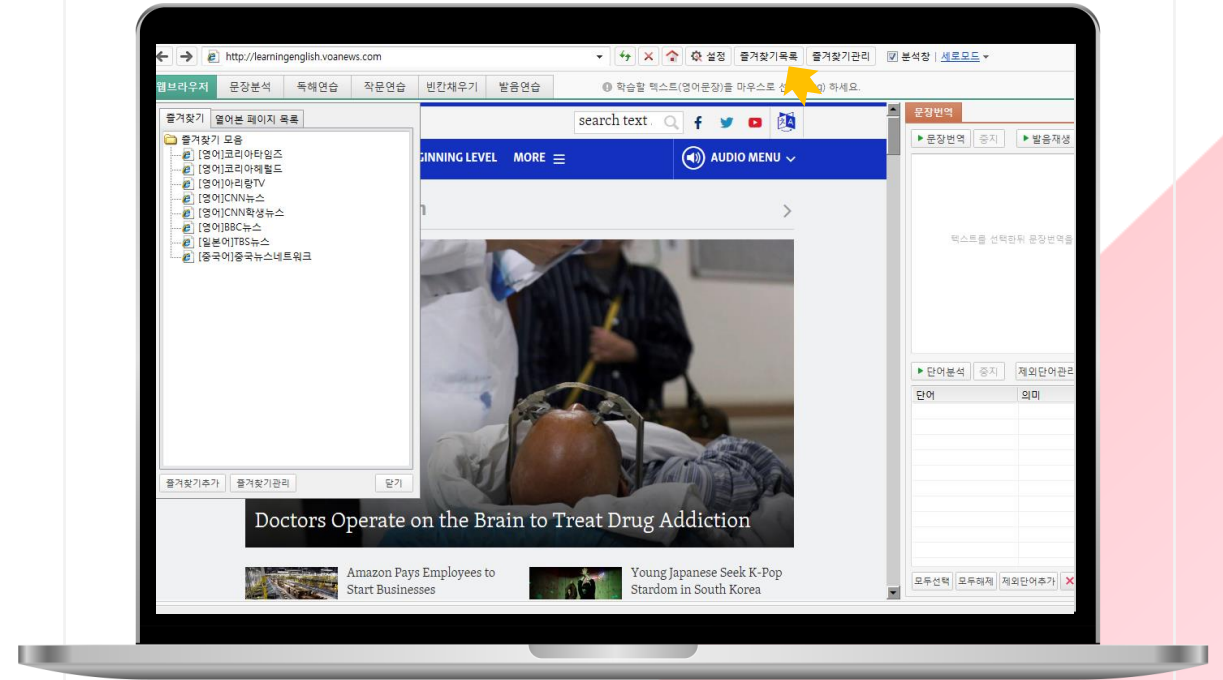 http://learningenglish.voanews.com
설정
즐겨찾기목록
즐겨찾기관리
분석창 | 세로모드
웹브라우저
문장분석
독해연습
작문연습
빈칸채우기
발음연습
학습할 텍스트(영어문장)을 마우스로 하세요.
즐겨찾기
열어본 페이지 목록
즐겨찾기 모음
[영어]코리아타임즈
[영어]코리아헤럴드
[영어]아리랑TV
[영어]CNN뉴스
[영어]CNN학생뉴스
[영어]BBC뉴스
[일본어]TBS뉴스
[중국어]중국뉴스네트워크
즐겨찾기추가
즐겨찾기관리
닫기
search text
LEVEL MORE
AUDIO MENU
Doctors Operate on the Brain to Treat Drug Addiction
Amazon Pays Employees to
Start Businesses
Young Japanese Seek K-Pop
Stardom in South Korea
문장번역
문장번역
중지
발음재생
텍스트를 선택한뒤 문장번역을
단어분석
중지
제외단어관리
단어
의미
모두선택
모두해제
제외단어추가